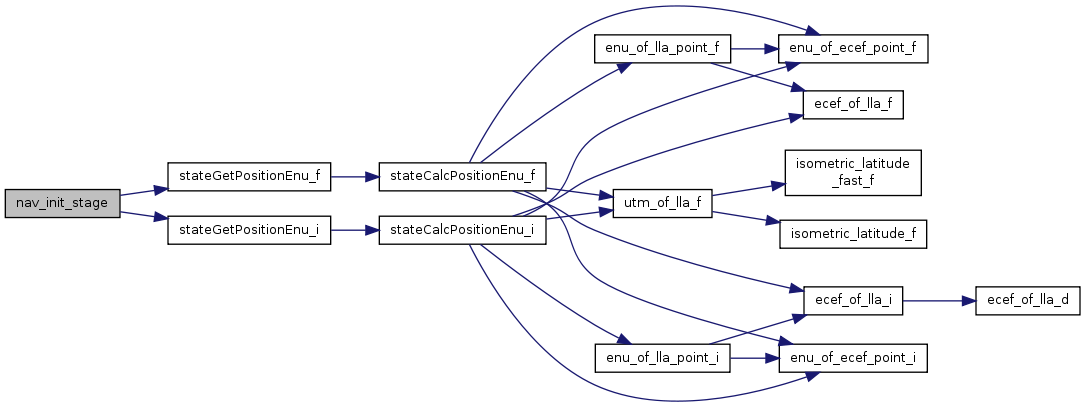 nav_init_stage
stateGetPositionEnu_f
stateGetPositionEnu_i
stateCalcPositionEnu_f
stateCalcPositionEnu_i
enu_of_lla_point_f
utm_of_lla_f
enu_of_lla_point_i
enu_of_ecef_point_f
ecef_of_lla_f
isometric_latitude
_fast_f
isometric_latitude_f
ecef_of_lla_i
enu_of_ecef_point_i
ecef_of_lla_d